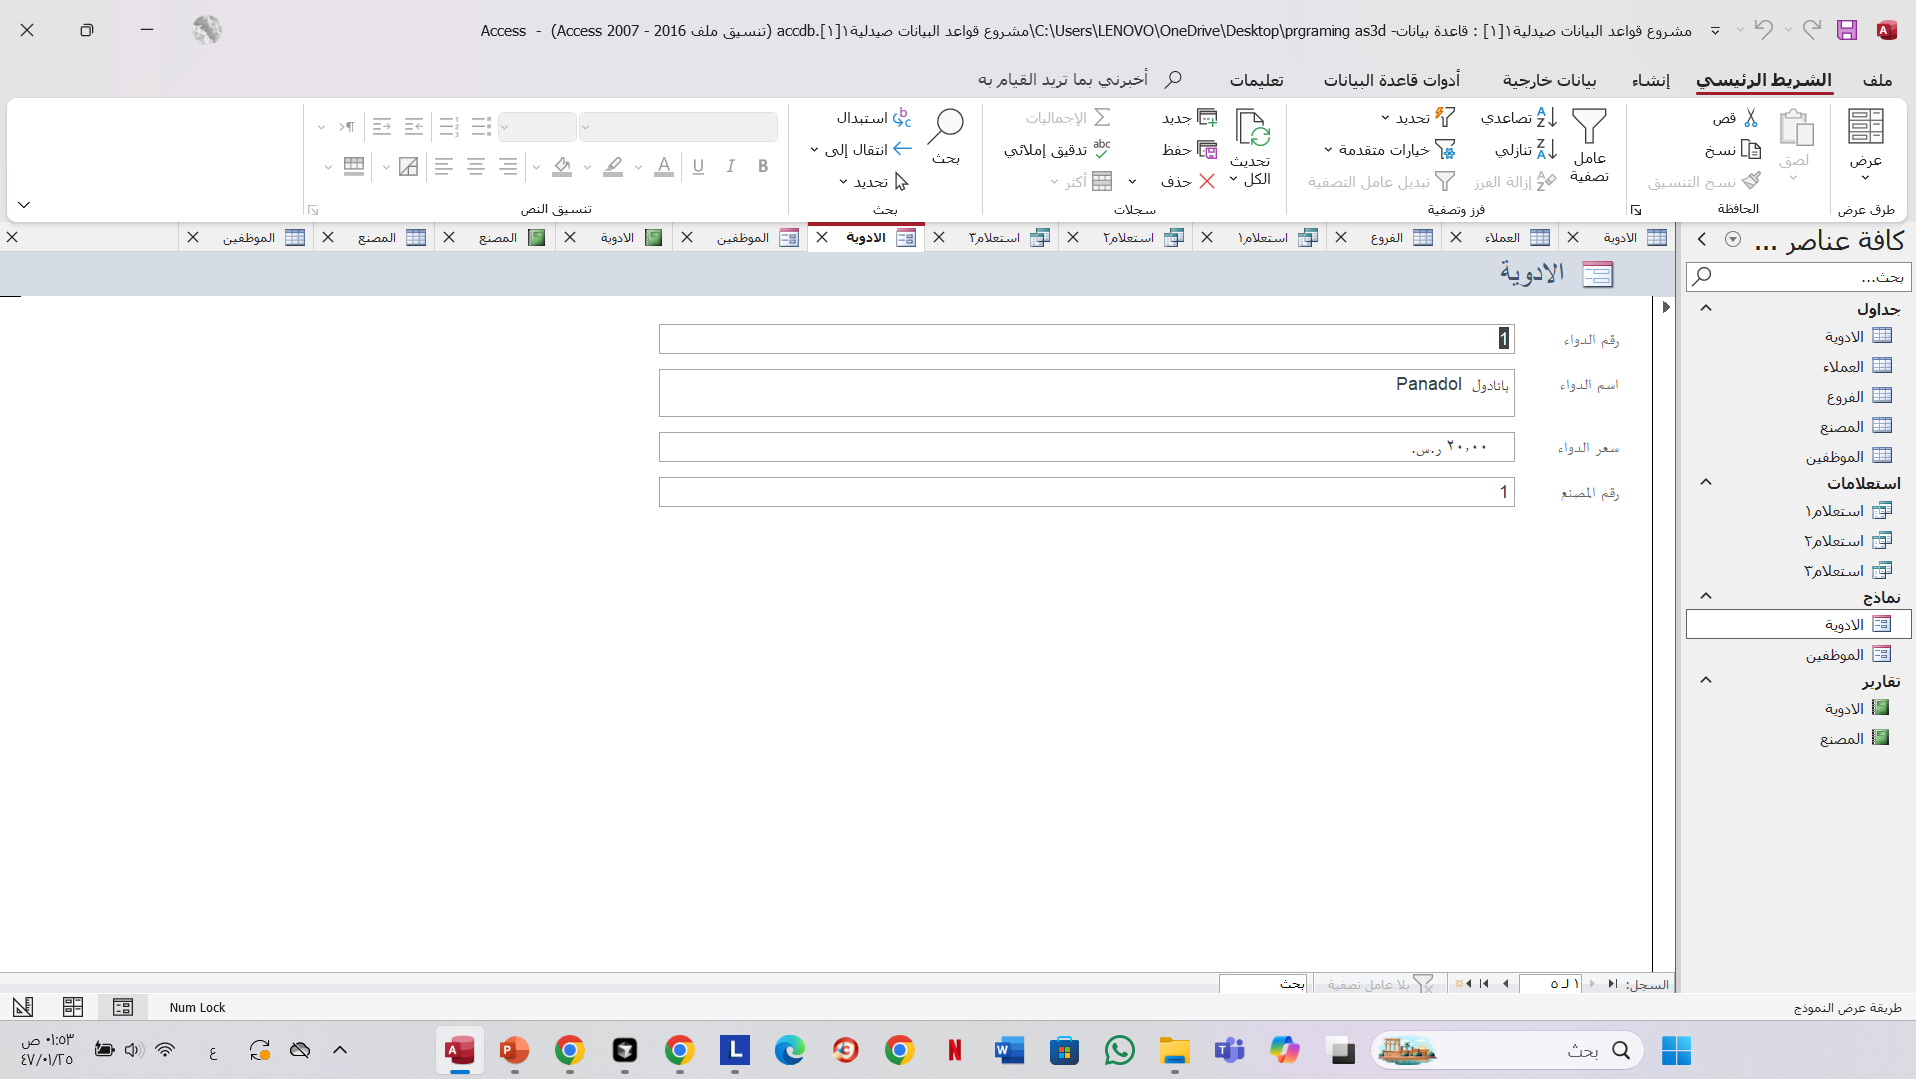 مشروع قواعد البيانات صيدلية١[١] : قاعدة بيانات- C:\Users\LENOVO\OneDrive\Desktop\prgraming as3d\مشروع قواعد البيانات صيدلية١[١].accdb (تنسيق ملف Access 2007 - 2016) - Access
ملف الشريط الرئيسي إنشاء بيانات خارجية أدوات قاعدة البيانات تعليمات أخبرني بما تريد القيام به
عرض
طرق عرض
لصق
قص
نسخ
نسخ التنسيق
الحافظة
عامل تصفية
تصاعدي
تنازلي
إزالة الفرز
تحديد
خيارات متقدمة
تبديل عامل التصفية
فرز وتصفية
تحديث الكل
جديد
حفظ
حذف
الإجماليات
تدقيق إملائي
أكثر
سجلات
بحث
استبدال
انتقال إلى
تحديد
بحث
B I U A
تنسيق النص
كافة عناصر ...
بحث...
جداول
الادوية
العملاء
الفروع
المصنع
الموظفين
استعلامات
استعلام١
استعلام٢
استعلام٣
نماذج
الادوية
الموظفين
تقارير
الادوية
المصنع
الادوية العملاء الفروع استعلام١ استعلام٢ استعلام٣ الادوية الموظفين الادوية المصنع المصنع الموظفين
الادوية
رقم الدواء 1
اسم الدواء بانادول Panadol
سعر الدواء ٢٠,٠٠ ر.س.
رقم المصنع 1
السجل: ١ لـ ٥ بلا عامل تصفية بحث
طريقة عرض النموذج Num Lock
بحث
ع
٠١:٥٣ ص
٤٧/٠١/٢٥